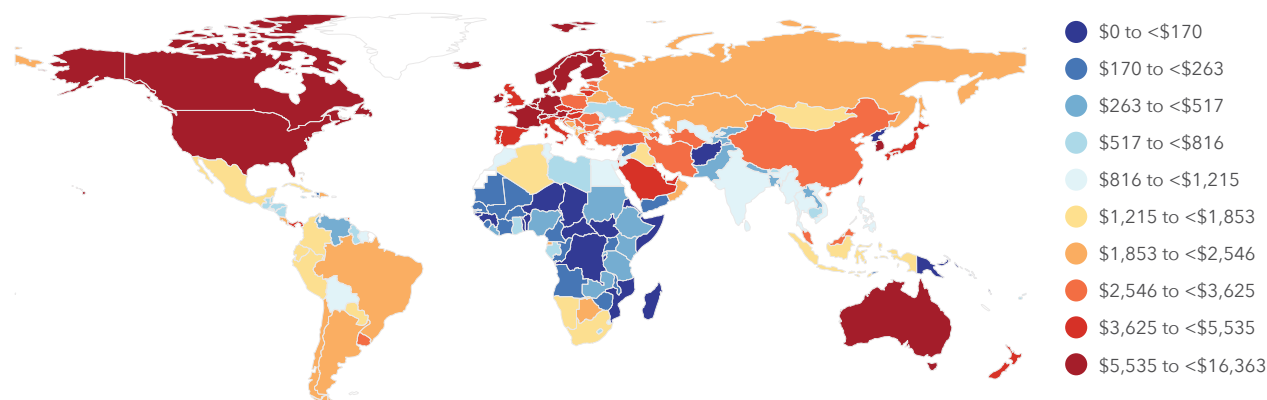 $0 to <$170
$170 to <$263
$263 to <$517
$517 to <$816
$816 to <$1,215
$1,215 to <$1,853
$1,853 to <$2,546
$2,546 to <$3,625
$3,625 to <$5,535
$5,535 to <$16,363